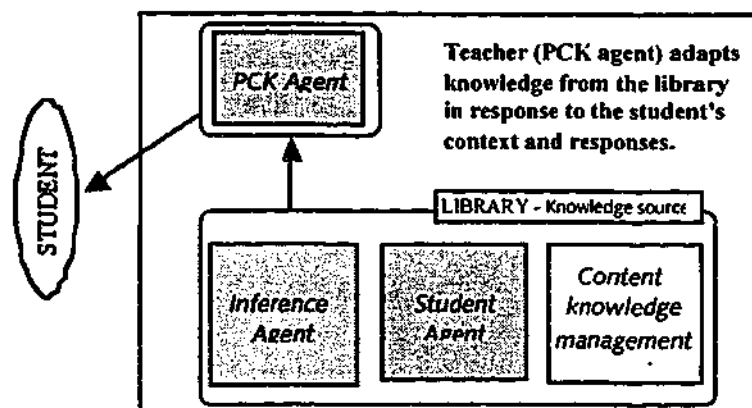 PCK Agent
Teacher (PCK agent) adapts
knowledge from the library
in response to the student's
context and responses.
STUDENT
LIBRARY - Knowledge source
Inference
Agent
Student
Agent
Content
knowledge
management